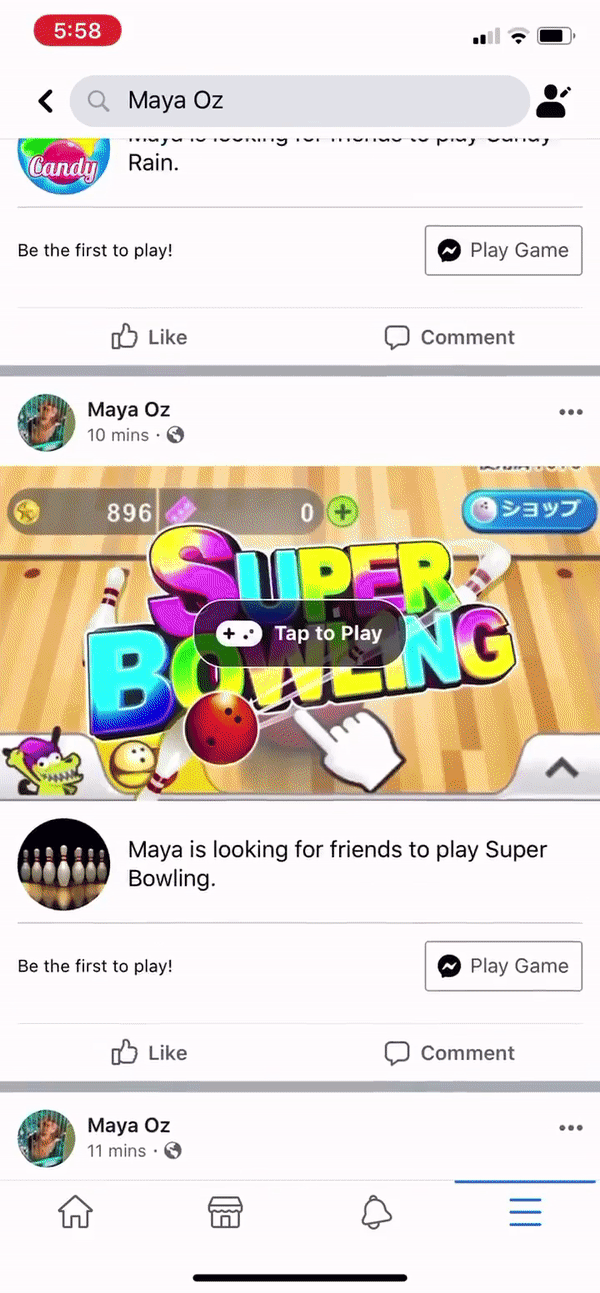 5:58
Maya Oz
Candy
Maya is looking for friends to play Candy
Rain.
Be the first to play!
Play Game
Like
Comment
Maya Oz
10 mins ·
896
0
ショップ
SUPER
BOWLING
Tap to Play
Maya is looking for friends to play Super
Bowling.
Be the first to play!
Play Game
Like
Comment
Maya Oz
11 mins ·